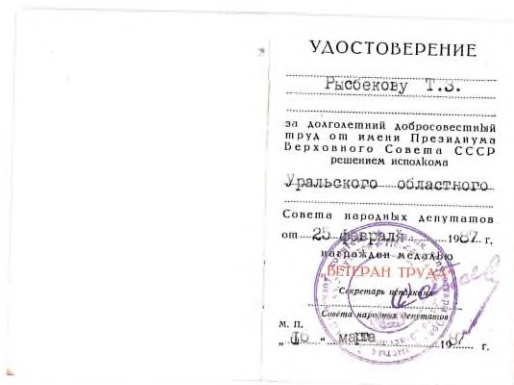 УДОСТОВЕРЕНИЕ
Рысбекову Т.З.
за долголетний добросовестный
труд от имени Президиума
Верховного Совета СССР
решением исполкома
Уральского областного
Совета народных депутатов
от 25 февраля 1987 г.
награжден медалью
„ВЕТЕРАН ТРУДА“
Секретарь исполкома
Совета народных депутатов
М. П.
марта 1987 г.